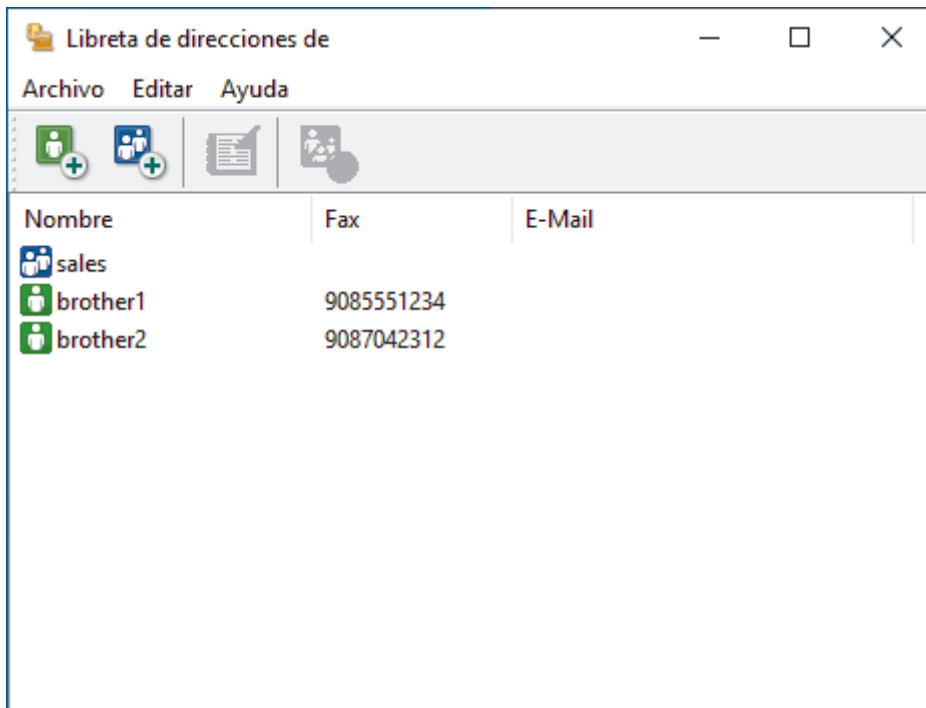 Libreta de direcciones de
Archivo Editar Ayuda
Nombre Fax E-Mail
sales
brother1 9085551234
brother2 9087042312